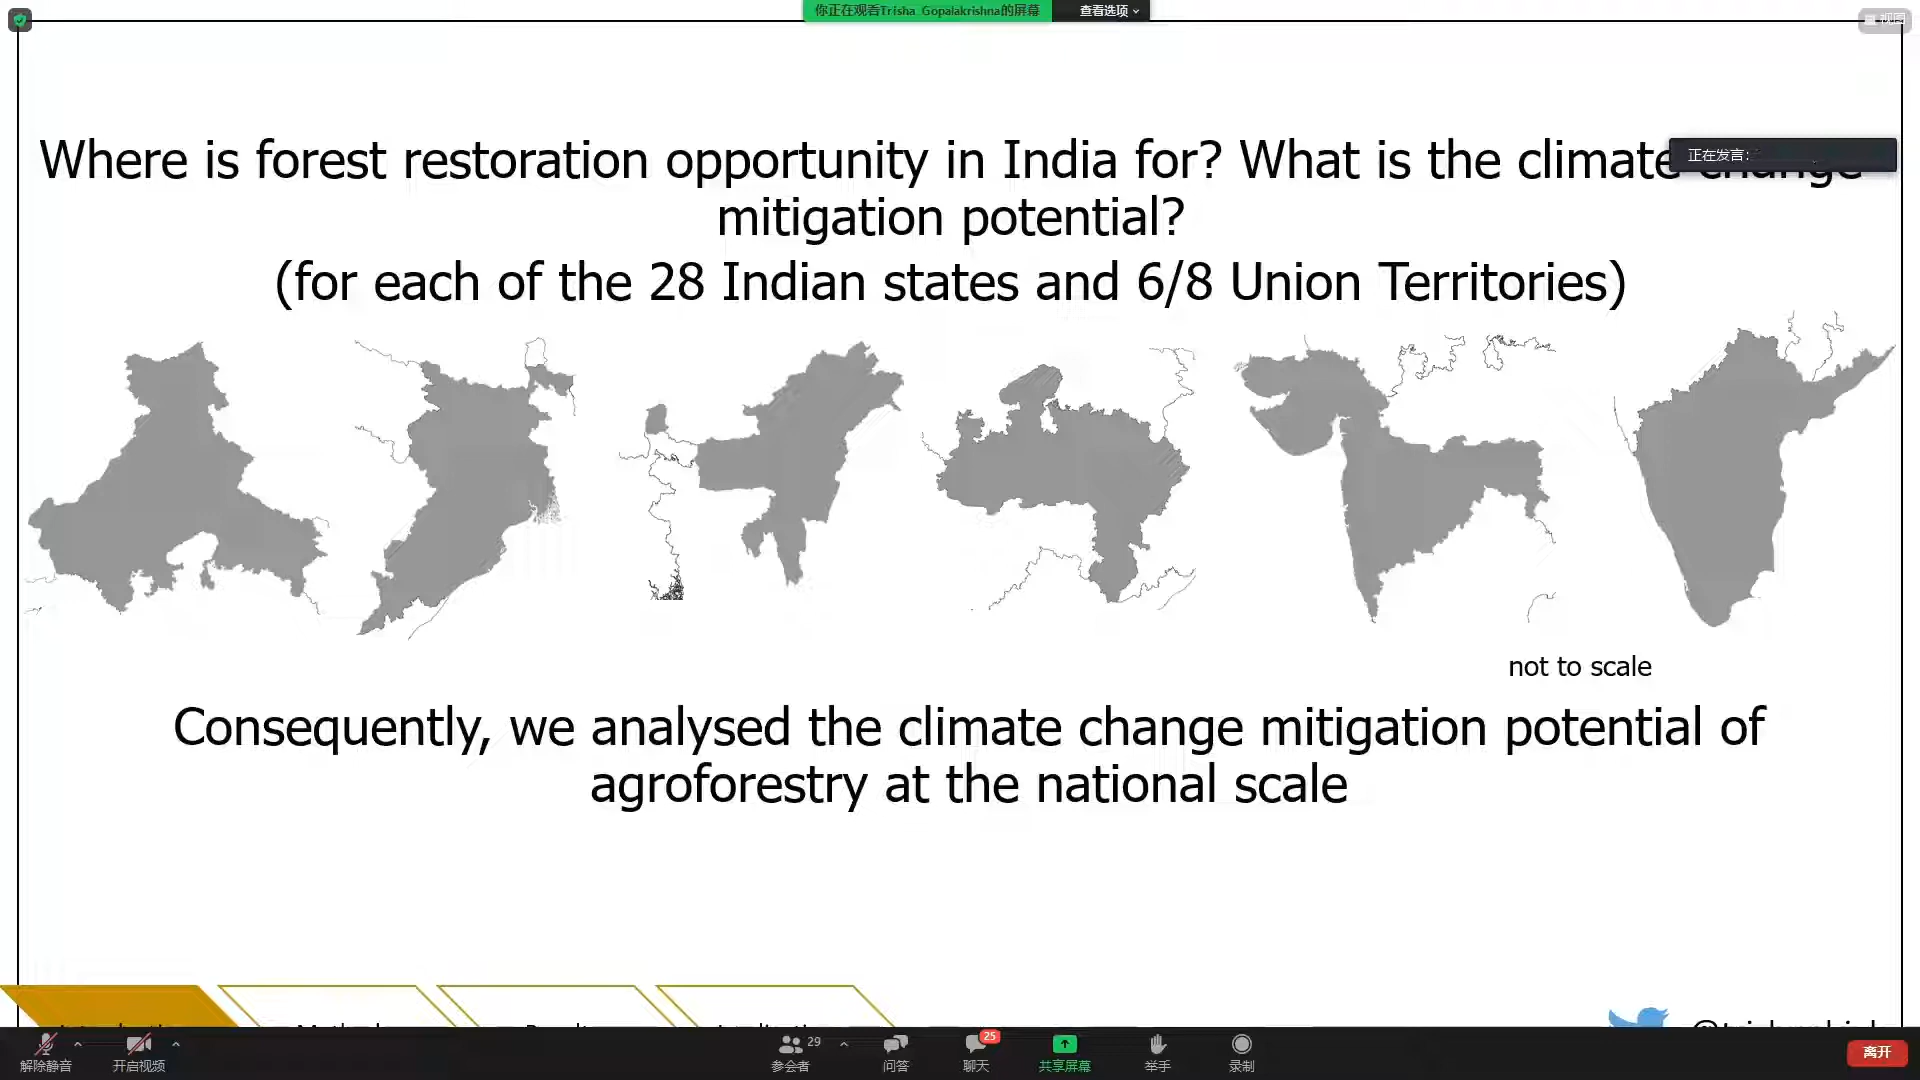 你正在观看Trisha Gopalakrishna的屏幕
查看选项
视图
Where is forest restoration opportunity in India for? What is the climate change
正在发言:
mitigation potential?
(for each of the 28 Indian states and 6/8 Union Territories)
not to scale
Consequently, we analysed the climate change mitigation potential of
agroforestry at the national scale
解除静音
开启视频
29
参会者
问答
25
聊天
共享屏幕
举手
录制
离开